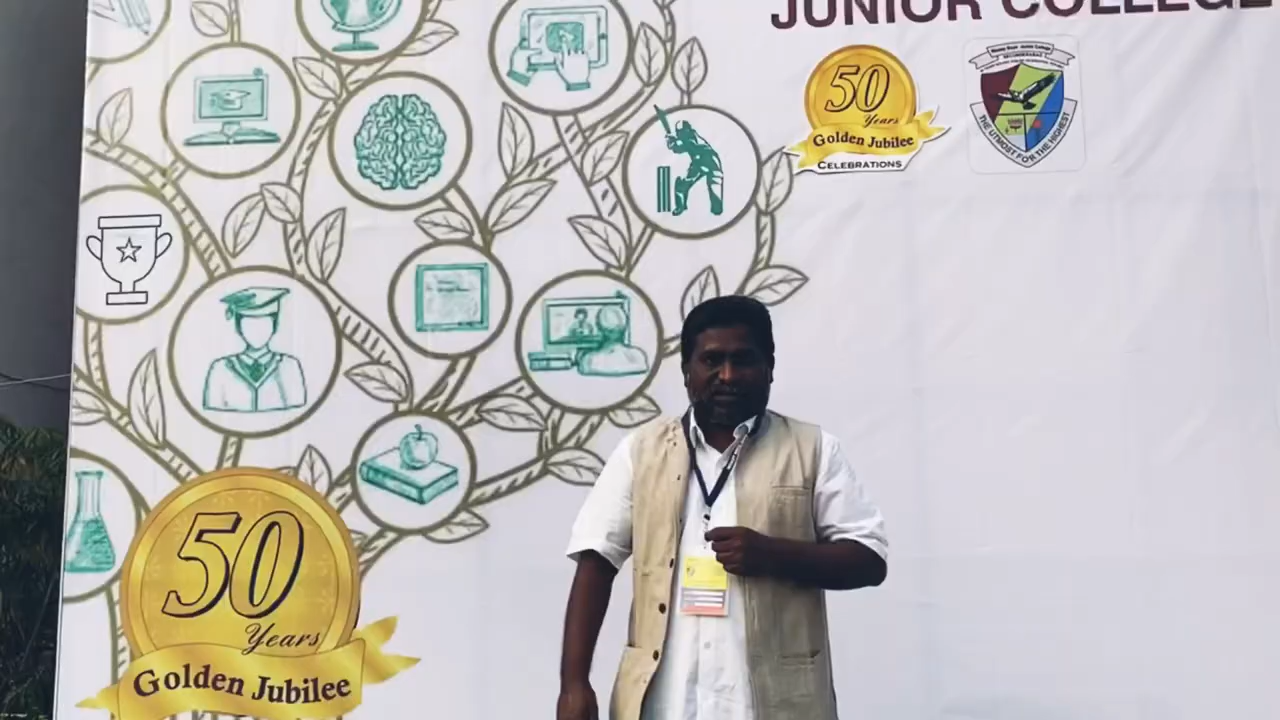 JUNIOR COLLEGE
50
Years
Golden Jubilee
CELEBRATIONS
THE UTMOST FOR THE HIGHEST
50
Years
Golden Jubilee